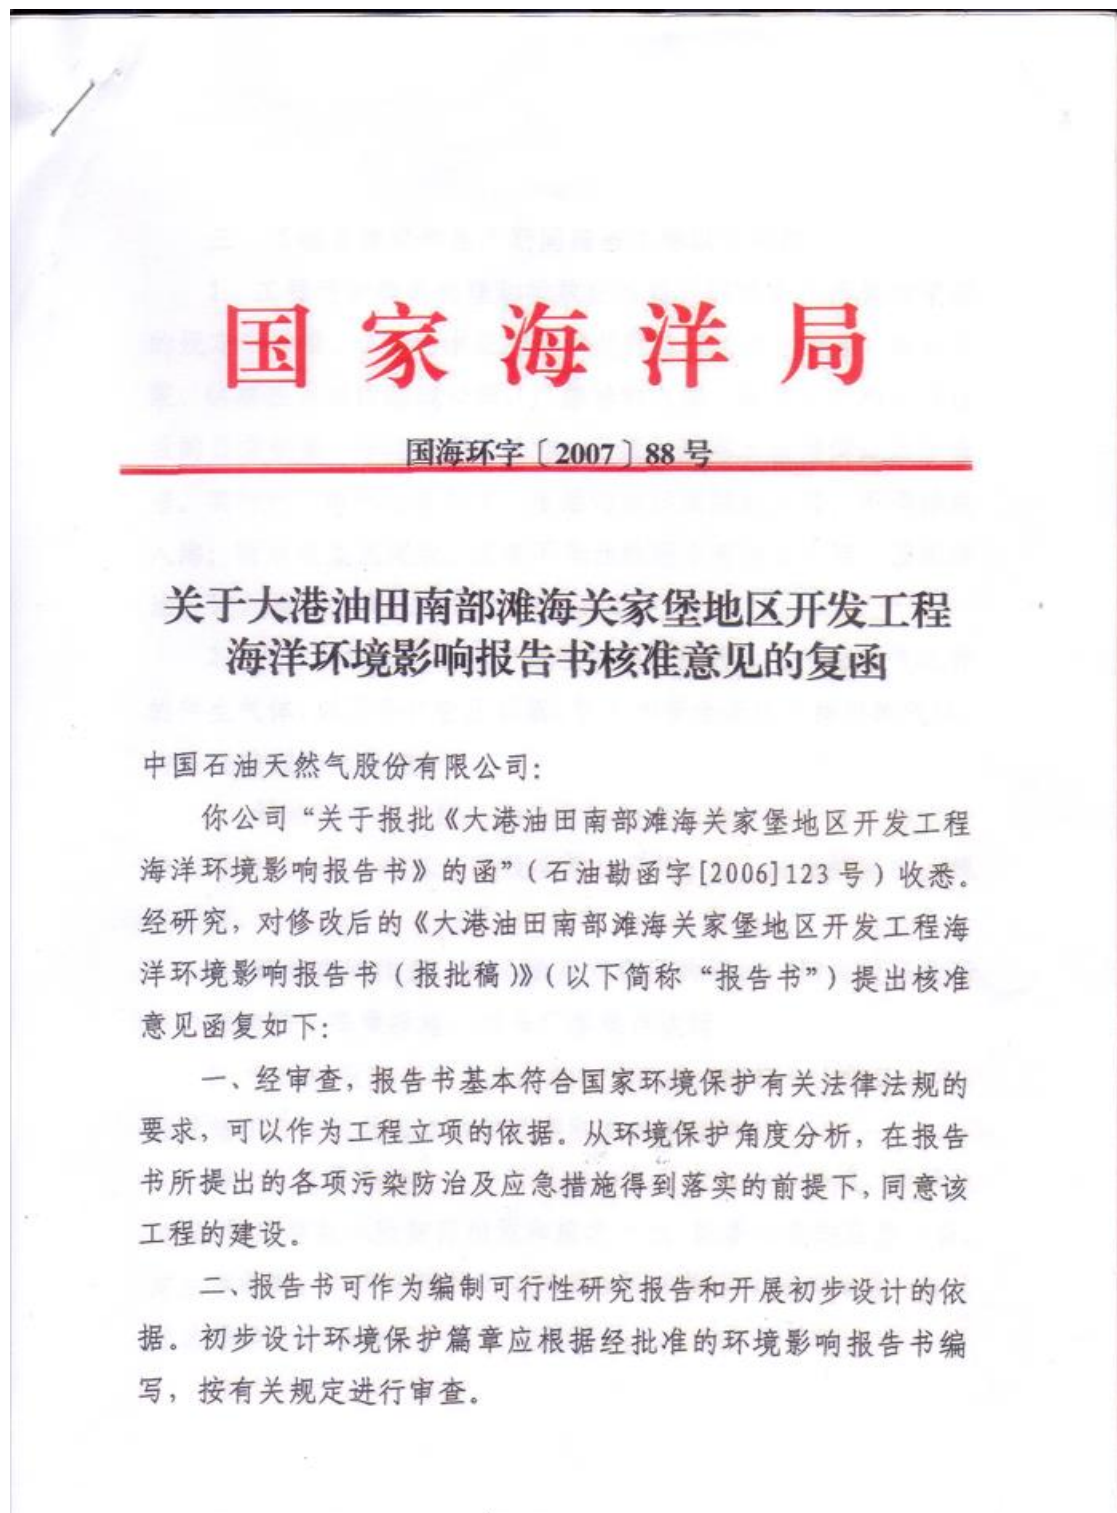 国家海洋局
国海环字〔2007〕88号
关于大港油田南部滩海关家堡地区开发工程
海洋环境影响报告书核准意见的复函
中国石油天然气股份有限公司：
你公司“关于报批《大港油田南部滩海关家堡地区开发工程
海洋环境影响报告书》的函”（石油勘函字[2006]123号）收悉。
经研究，对修改后的《大港油田南部滩海关家堡地区开发工程海
洋环境影响报告书（报批稿）》（以下简称“报告书”）提出核准
意见函复如下：
一、经审查，报告书基本符合国家环境保护有关法律法规的
要求，可以作为工程立项的依据。从环境保护角度分析，在报告
书所提出的各项污染防治及应急措施得到落实的前提下，同意该
工程的建设。
二、报告书可作为编制可行性研究报告和开展初步设计的依
据。初步设计环境保护篇章应根据经批准的环境影响报告书编
写，按有关规定进行审查。